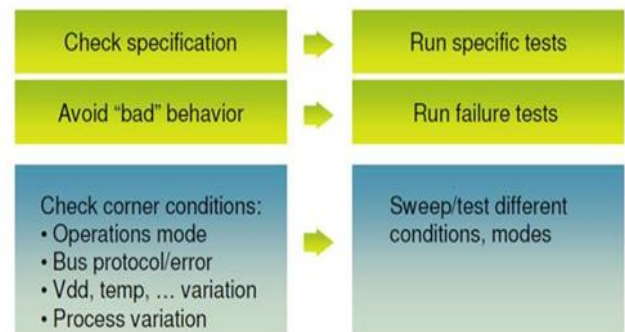 Check specification
Run specific tests
Avoid “bad” behavior
Run failure tests
Check corner conditions:
• Operations mode
• Bus protocol/error
• Vdd, temp, … variation
• Process variation
Sweep/test different
conditions, modes